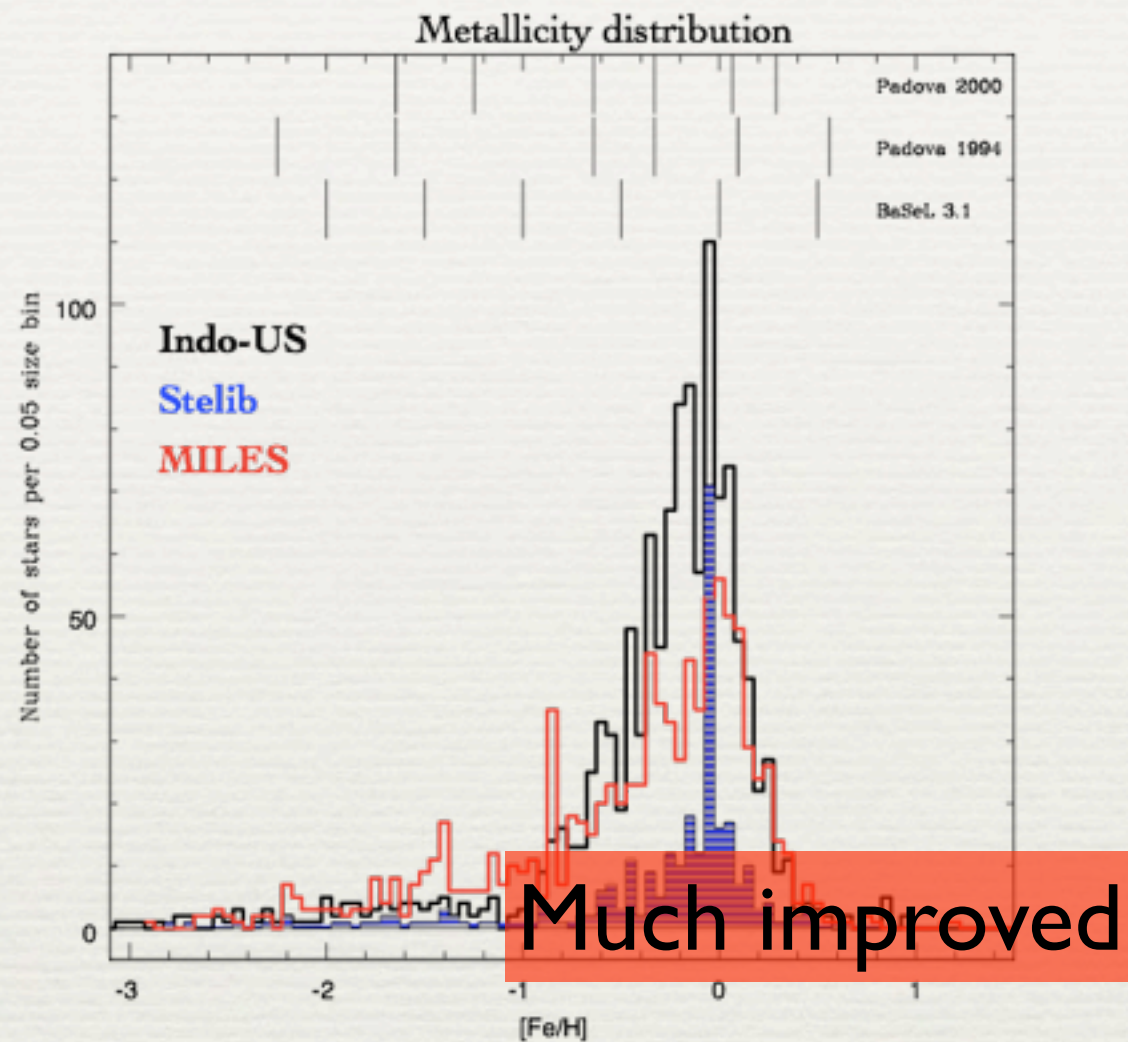 Metallicity distribution
Padova 2000
Padova 1994
BaSeL 3.1
Number of stars per 0.05 size bin
100
50
0
Indo-US
Stelib
MILES
Much improved
-3 -2 -1 0 1
[Fe/H]